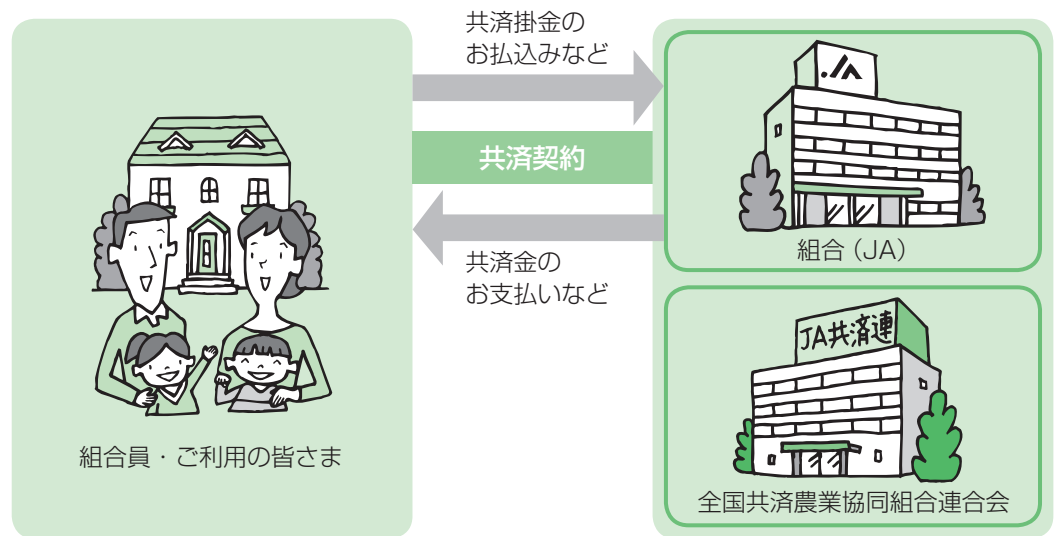 共済掛金の
お払込みなど
共済契約
共済金の
お支払いなど
組合員・ご利用の皆さま
JA
組合（JA）
JA共済連
全国共済農業協同組合連合会